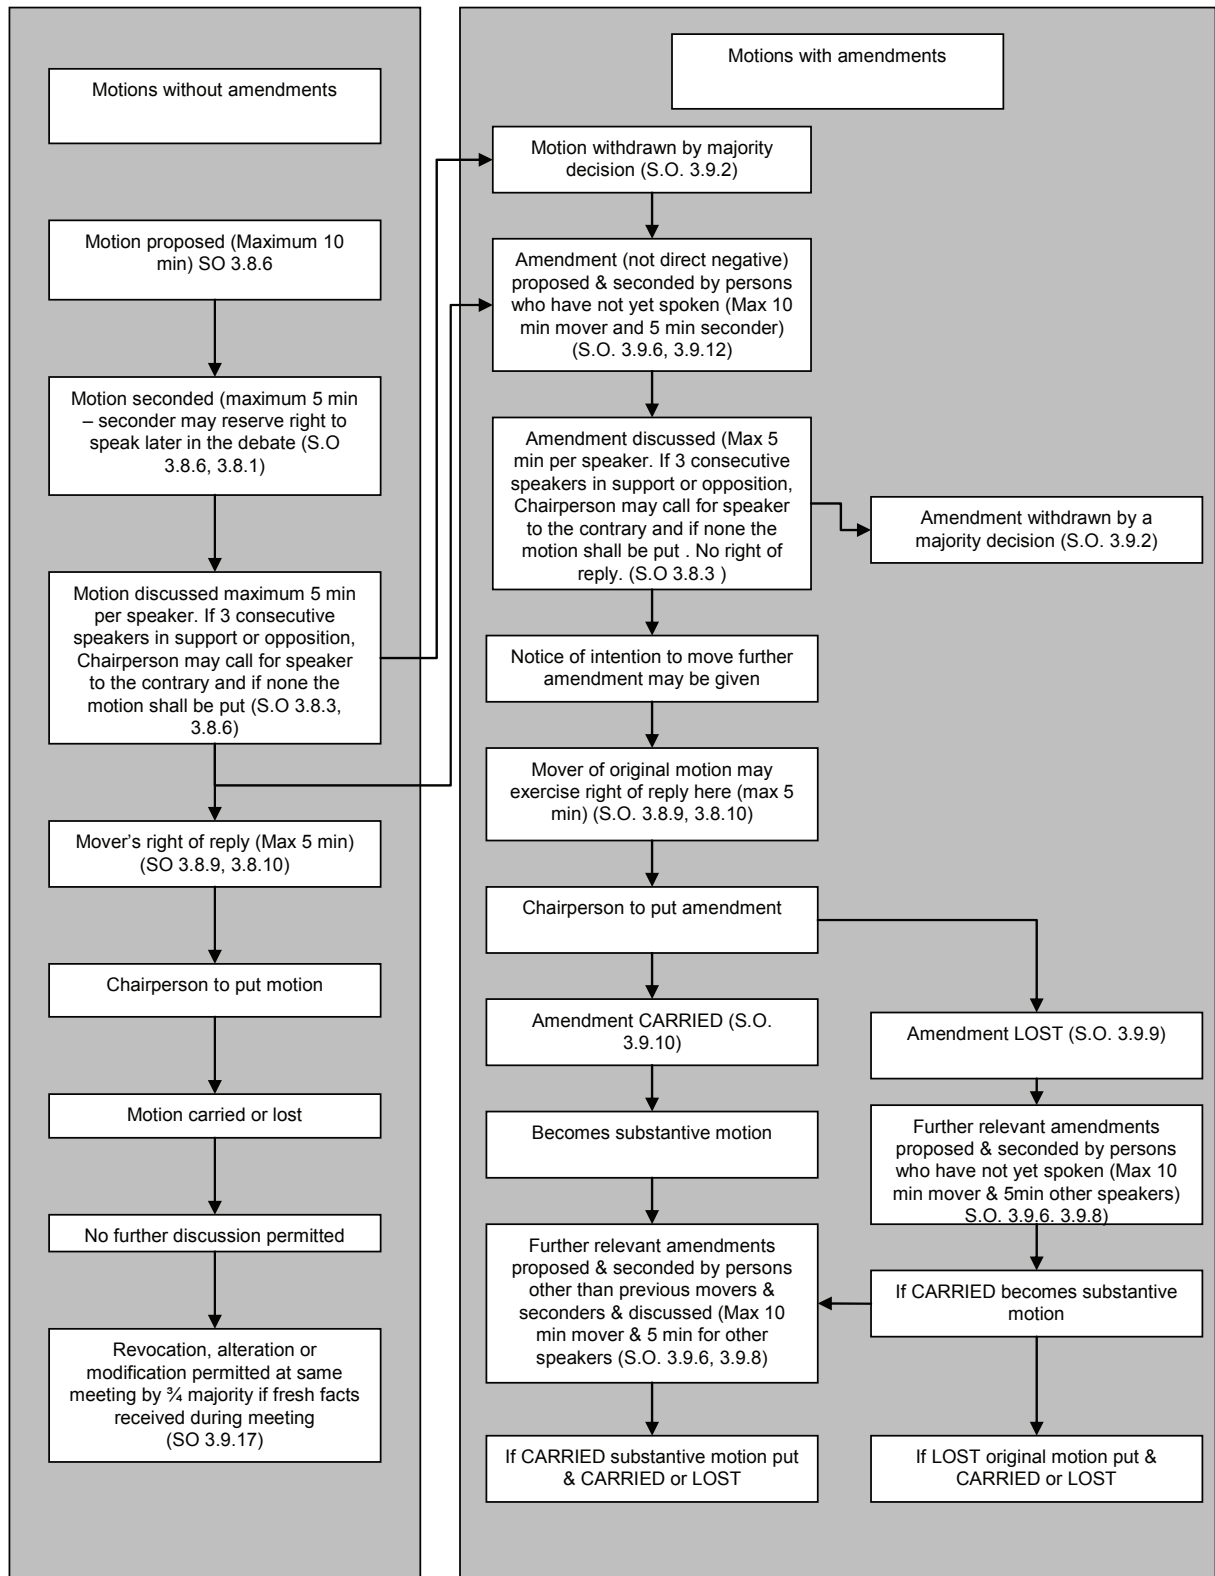 Motions without amendments
Motion proposed (Maximum 10
min) SO 3.8.6
Motion seconded (maximum 5 min
– seconder may reserve right to
speak later in the debate (S.O
3.8.6, 3.8.1)
Motion discussed maximum 5 min
per speaker. If 3 consecutive
speakers in support or opposition,
Chairperson may call for speaker
to the contrary and if none the
motion shall be put (S.O 3.8.3,
3.8.6)
Mover’s right of reply (Max 5 min)
(SO 3.8.9, 3.8.10)
Chairperson to put motion
Motion carried or lost
No further discussion permitted
Revocation, alteration or
modification permitted at same
meeting by ¾ majority if fresh facts
received during meeting
(SO 3.9.17)
Motions with amendments
Motion withdrawn by majority
decision (S.O. 3.9.2)
Amendment (not direct negative)
proposed & seconded by persons
who have not yet spoken (Max 10
min mover and 5 min seconder)
(S.O. 3.9.6, 3.9.12)
Amendment discussed (Max 5
min per speaker. If 3 consecutive
speakers in support or opposition,
Chairperson may call for speaker
to the contrary and if none the
motion shall be put . No right of
reply. (S.O 3.8.3 )
Amendment withdrawn by a
majority decision (S.O. 3.9.2)
Notice of intention to move further
amendment may be given
Mover of original motion may
exercise right of reply here (max 5
min) (S.O. 3.8.9, 3.8.10)
Chairperson to put amendment
Amendment CARRIED (S.O.
3.9.10)
Becomes substantive motion
Further relevant amendments
proposed & seconded by persons
other than previous movers &
seconders & discussed (Max 10
min mover & 5 min for other
speakers (S.O. 3.9.6, 3.9.8)
If CARRIED substantive motion put
& CARRIED or LOST
Amendment LOST (S.O. 3.9.9)
Further relevant amendments
proposed & seconded by persons
who have not yet spoken (Max 10
min mover & 5min other speakers)
S.O. 3.9.6. 3.9.8)
If CARRIED becomes substantive
motion
If LOST original motion put &
CARRIED or LOST